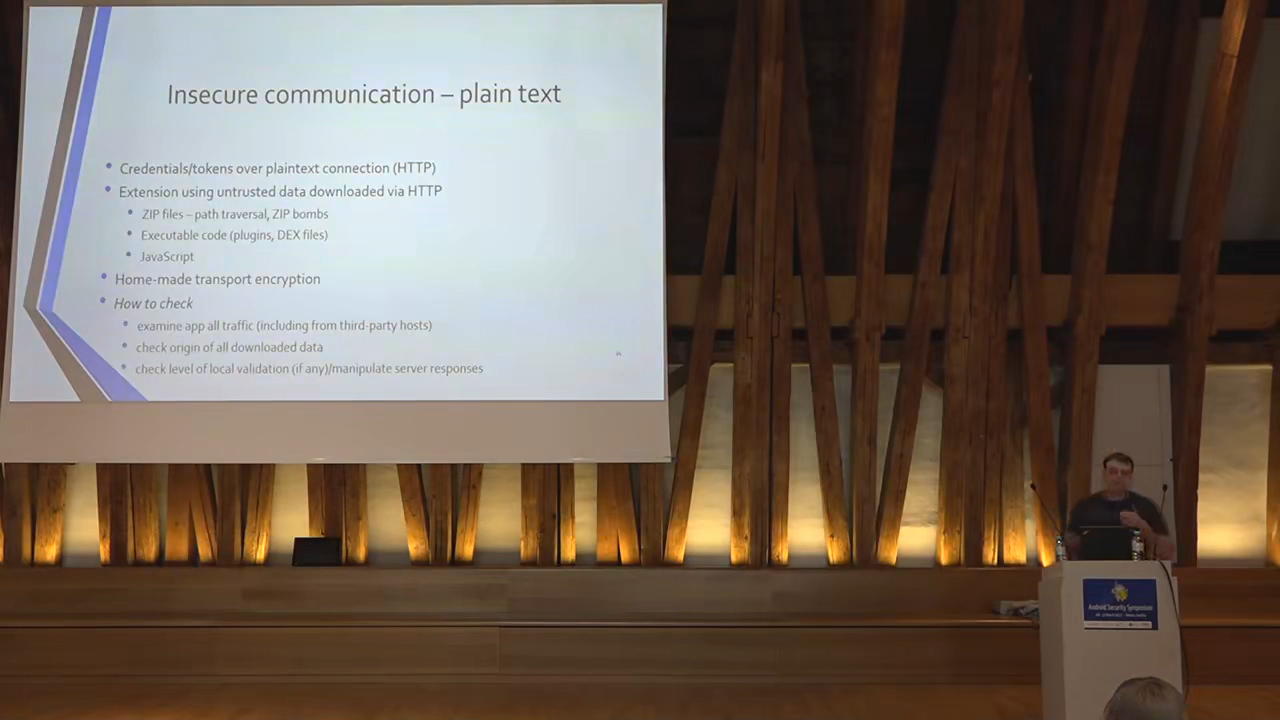 Insecure communication – plain text
• Credentials/tokens over plaintext connection (HTTP)
• Extension using untrusted data downloaded via HTTP
• ZIP files – path traversal, ZIP bombs
• Executable code (plugins, DEX files)
• JavaScript
• Home-made transport encryption
• How to check
• examine app all traffic (including from third-party hosts)
• check origin of all downloaded data
• check level of local validation (if any)/manipulate server responses
Android Security Symposium